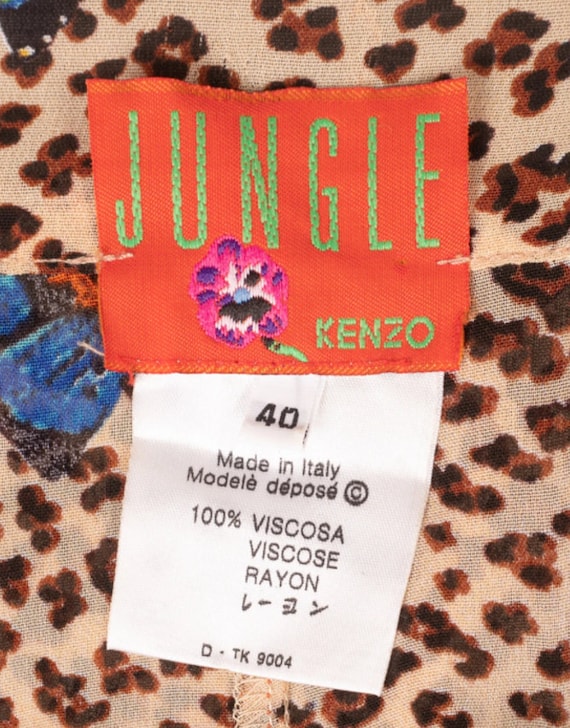 JUNGLE
KENZO
40
Made in Italy
Modelè déposé ©
100% VISCOSA
VISCOSE
RAYON
レーヨン
D - TK 9004